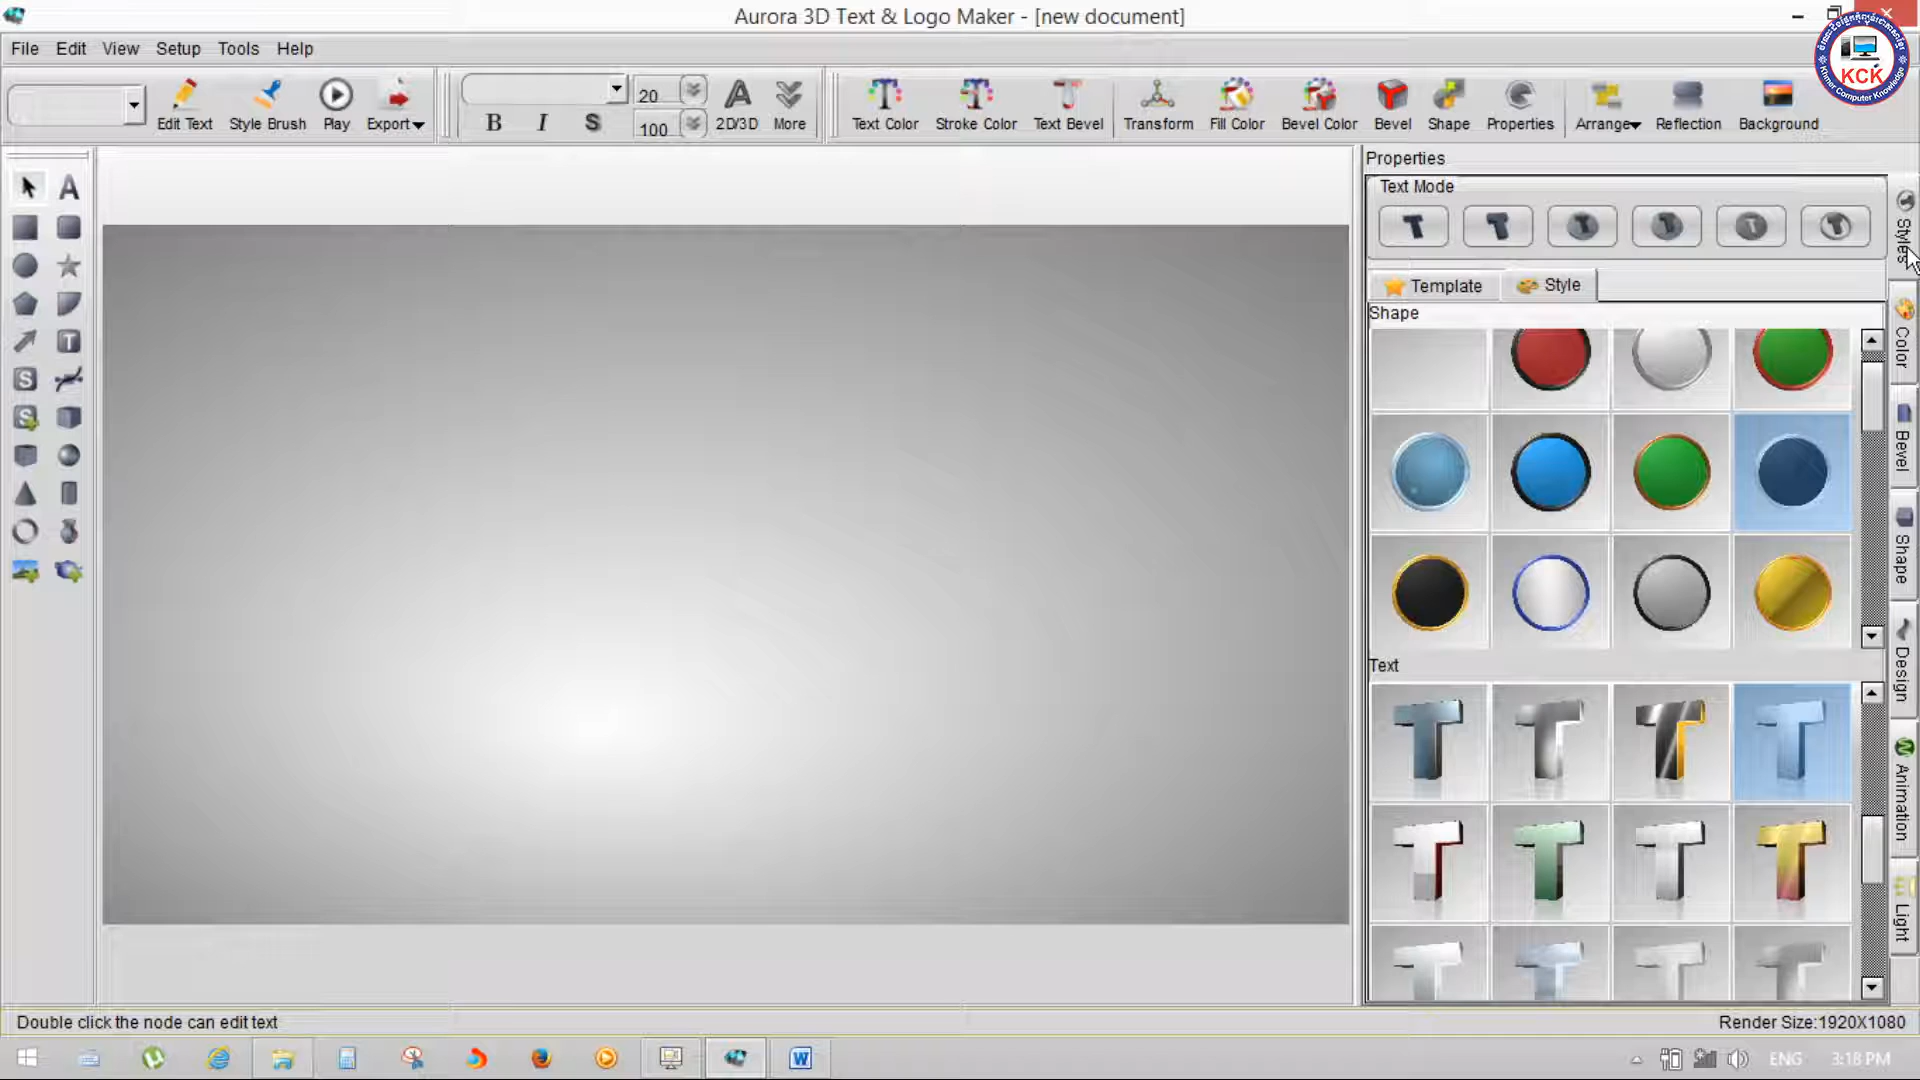 Aurora 3D Text & Logo Maker - [new document]
File Edit View Setup Tools Help
KCK
Khmer Computer Knowledge
20
100
B I S
Edit Text Style Brush Play Export 2D/3D More Text Color Stroke Color Text Bevel Transform Fill Color Bevel Color Bevel Shape Properties Arrange Reflection Background
Properties
Text Mode
Template Style
Shape
Text
Styles
Color
Bevel
Shape
Design
Animation
Light
Double click the node can edit text
Render Size:1920X1080
ENG 3:18 PM